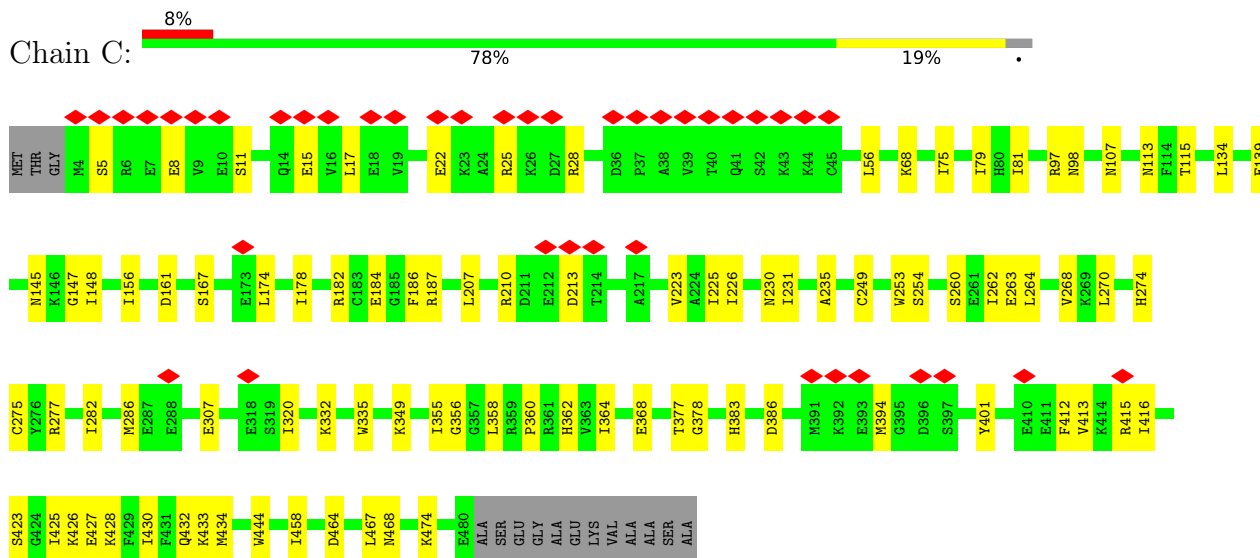 8%
Chain C:
78% 19% •
MET THR GLY M4 S5 R6 E7 E8 V9 E10 S11 Q14 E15 V16 L17 E18 V19 E22 K23 A24 R25 K26 D27 R28 D36 P37 A38 V39 T40 Q41 S42 K43 K44 C45 L56 K68 I75 I79 H80 I81 R97 N98 N107 N113 F114 T115 L134 E139
N145 K146 G147 I148 I156 D161 S167 E173 L174 I178 R182 C183 E184 G185 F186 R187 L207 R210 D211 E212 D213 T214 A217 V223 A224 I225 I226 N230 I231 A235 C249 W253 S254 S260 E261 I262 E263 L264 V268 K269 L270 H274
C275 Y276 R277 I282 M286 E287 E288 E307 E318 S319 I320 K332 W335 K349 I355 G356 G357 L358 R359 P360 R361 H362 V363 I364 E368 T377 G378 H383 D386 M391 K392 E393 M394 G395 D396 S397 Y401 E410 E411 F412 V413 K414 R415 I416
S423 G424 I425 K426 E427 K428 F429 I430 F431 Q432 K433 M434 W444 I458 D464 L467 N468 K474 E480 ALA SER GLU GLY ALA GLU LYS VAL ALA ALA SER ALA